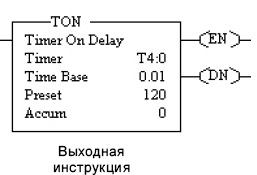 TON
Timer On Delay
EN
Timer T4:0
Time Base 0.01
DN
Preset 120
Accum 0
Выходная
инструкция